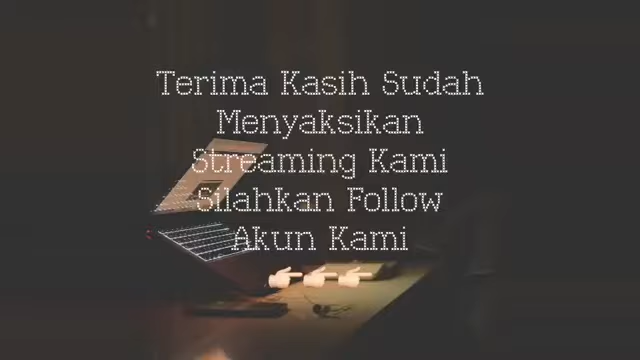 Terima Kasih Sudah
Menyaksikan
Streaming Kami
Silahkan Follow
Akun Kami
👉👉👉